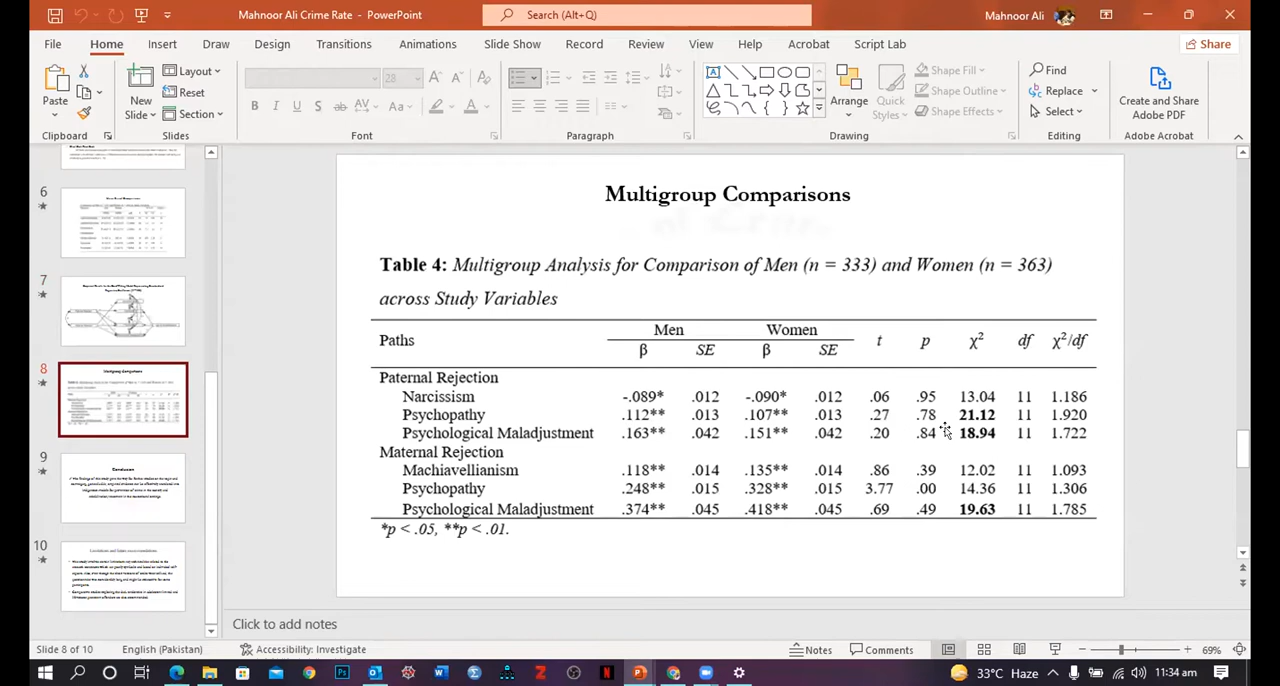 Mahnoor Ali Crime Rate - PowerPoint
Search (Alt+Q)
Mahnoor Ali
File Home Insert Draw Design Transitions Animations Slide Show Record Review View Help Acrobat Script Lab Share
Paste
New Slide
Layout
Reset
Section
28
Find
Replace
Select
Arrange
Quick Styles
Shape Fill
Shape Outline
Shape Effects
Create and Share Adobe PDF
Clipboard Slides Font Paragraph Drawing Editing Adobe Acrobat
6
7
8
9
10
Conclusion
Multigroup Comparisons
Table 4: Multigroup Analysis for Comparison of Men (n = 333) and Women (n = 363)
across Study Variables
Paths Men Women t p χ² df χ²/df
β SE β SE
Paternal Rejection
Narcissism -.089* .012 -.090* .012 .06 .95 13.04 11 1.186
Psychopathy .112** .013 .107** .013 .27 .78 21.12 11 1.920
Psychological Maladjustment .163** .042 .151** .042 .20 .84 18.94 11 1.722
Maternal Rejection
Machiavellianism .118** .014 .135** .014 .86 .39 12.02 11 1.093
Psychopathy .248** .015 .328** .015 3.77 .00 14.36 11 1.306
Psychological Maladjustment .374** .045 .418** .045 .69 .49 19.63 11 1.785
*p < .05, **p < .01.
Click to add notes
Slide 8 of 10 English (Pakistan) Accessibility: Investigate Notes Comments 69%
33°C Haze 11:34 am